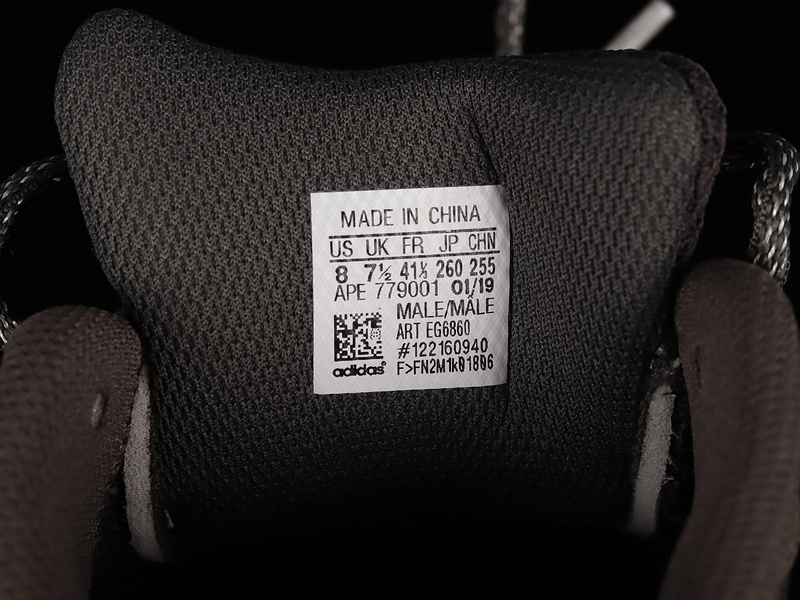 MADE IN CHINA
US UK FR JP CHN
8 7½ 41⅓ 260 255
APE 779001 01/19
MALE/MÂLE
ART EG6860
#122160940
adidas® F>FN2M1k01806